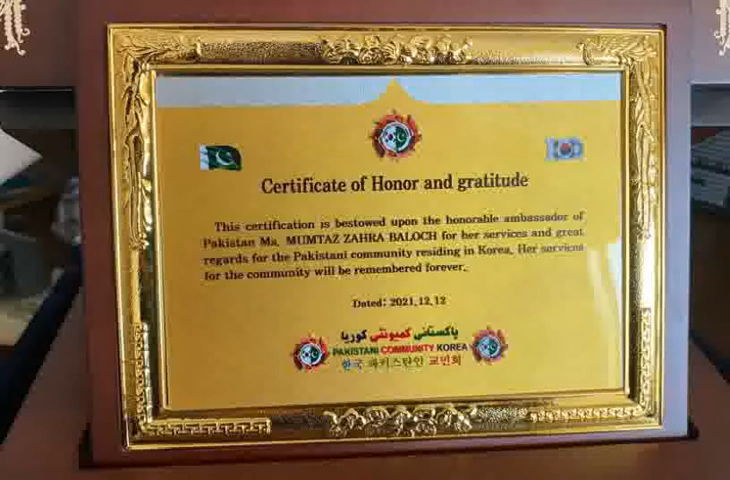 Certificate of Honor and gratitude
This certification is bestowed upon the honorable ambassador of
Pakistan Ms. MUMTAZ ZAHRA BALOCH for her services and great
regards for the Pakistani community residing in Korea. Her services
for the community will be remembered forever.
Dated: 2021.12.12
پاکستانی کمیونٹی کوریا
PAKISTANI COMMUNITY KOREA
한국 파키스탄인 교민회